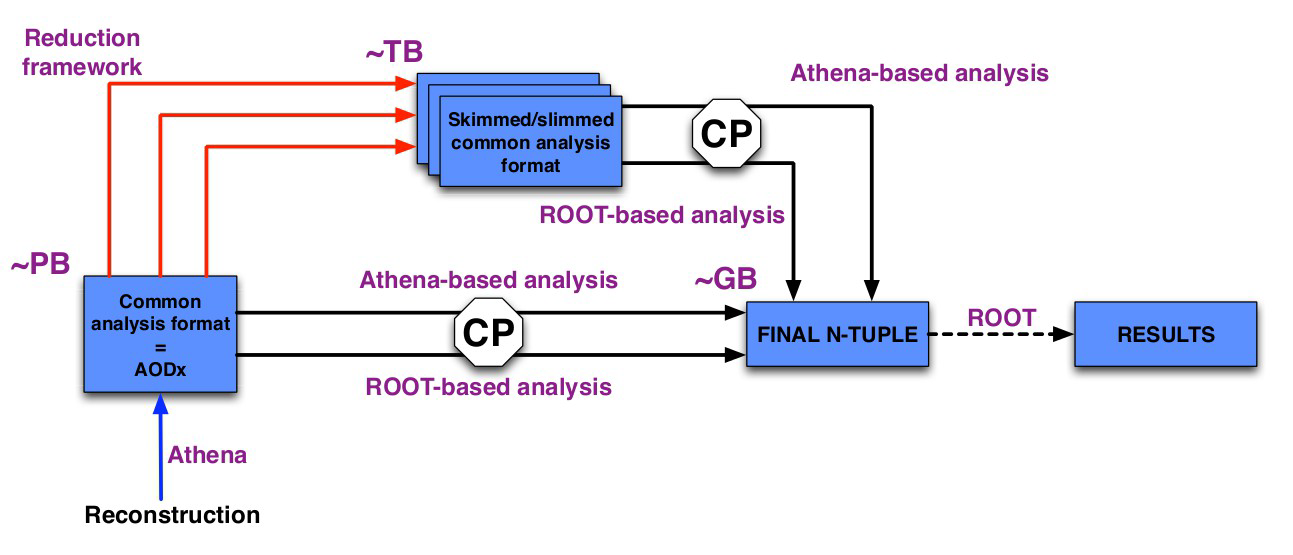 Reduction
framework
~TB
Athena-based analysis
Skimmed/slimmed
common analysis
format
CP
ROOT-based analysis
~PB
Athena-based analysis
~GB
Common
analysis format
=
AODx
CP
FINAL N-TUPLE
ROOT
RESULTS
ROOT-based analysis
Athena
Reconstruction